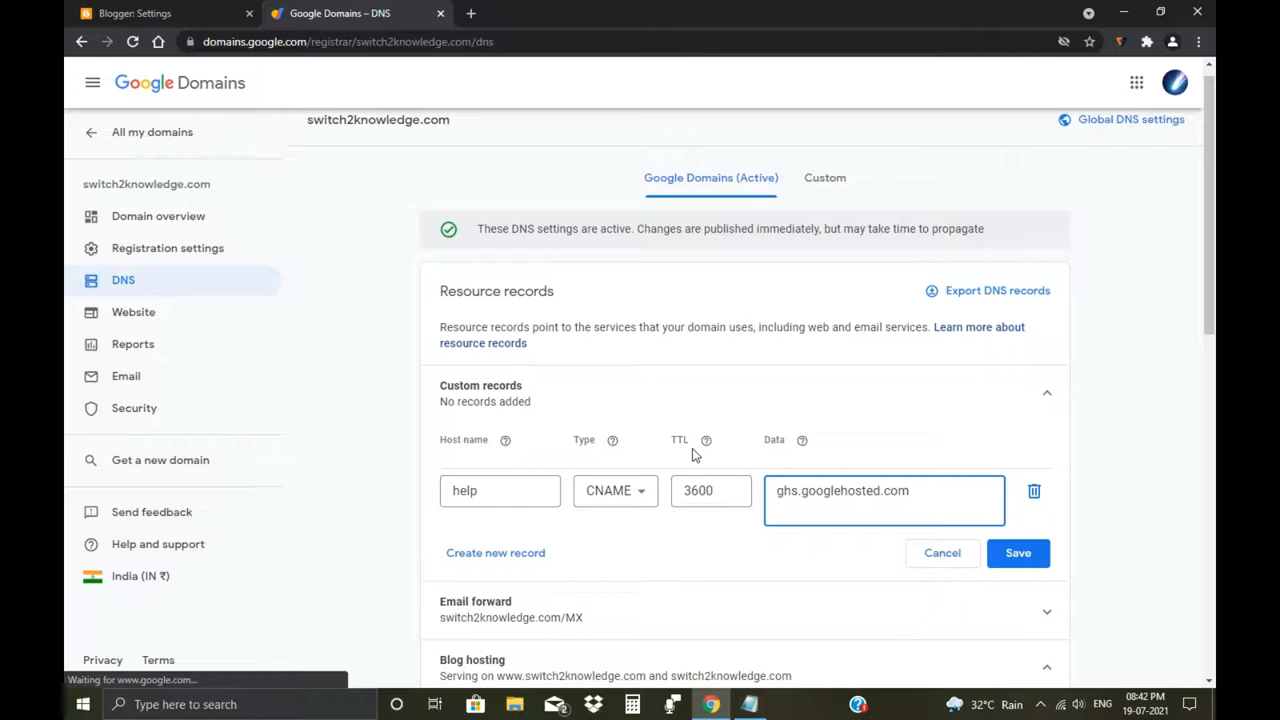 Blogger: Settings
Google Domains – DNS
domains.google.com/registrar/switch2knowledge.com/dns
Google Domains
All my domains
switch2knowledge.com
Global DNS settings
switch2knowledge.com
Domain overview
Registration settings
DNS
Website
Reports
Email
Security
Get a new domain
Send feedback
Help and support
India (IN ₹)
Privacy
Terms
Google Domains (Active)
Custom
These DNS settings are active. Changes are published immediately, but may take time to propagate
Resource records
Export DNS records
Resource records point to the services that your domain uses, including web and email services. Learn more about
resource records
Custom records
No records added
Host name
Type
TTL
Data
help
CNAME
3600
ghs.googlehosted.com
Create new record
Cancel
Save
Email forward
switch2knowledge.com/MX
Blog hosting
Serving on www.switch2knowledge.com and switch2knowledge.com
Waiting for www.google.com...
Type here to search
2
32°C Rain
ENG
08:42 PM
19-07-2021